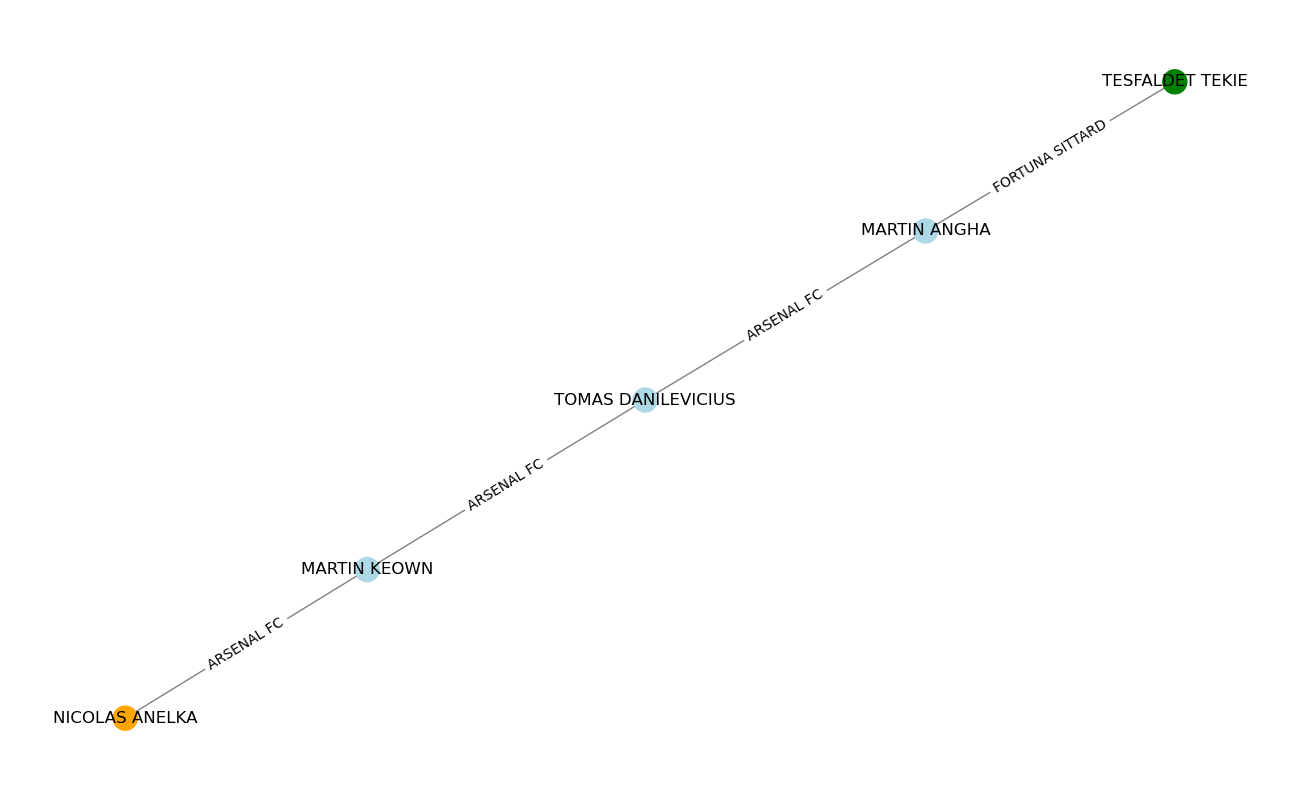 TESFALDET TEKIE
FORTUNA SITTARD
MARTIN ANGHA
ARSENAL FC
TOMAS DANILEVICIUS
ARSENAL FC
MARTIN KEOWN
ARSENAL FC
NICOLAS ANELKA